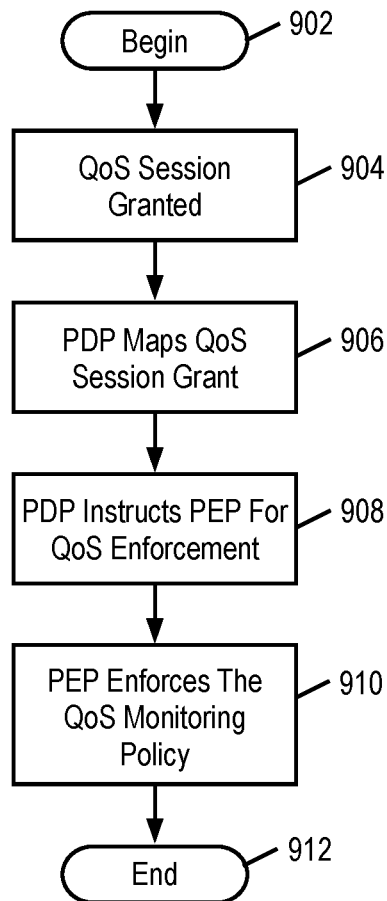 Begin
902
QoS Session
Granted
904
PDP Maps QoS
Session Grant
906
PDP Instructs PEP For
QoS Enforcement
908
PEP Enforces The
QoS Monitoring
Policy
910
End
912